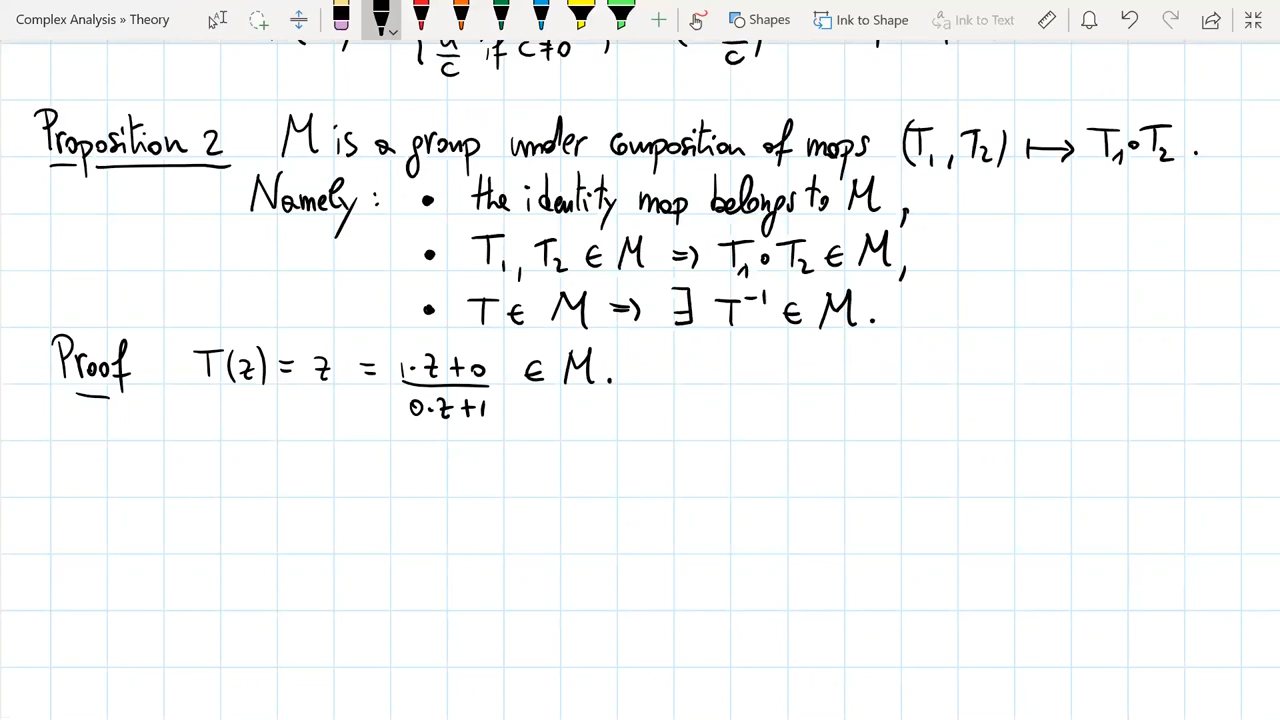 Complex Analysis » Theory
Shapes
Ink to Shape
Ink to Text
if c≠0
c
c
Proposition 2 M is a group under composition of maps (T₁, T₂) ↦ T₁∘T₂.
Namely: • the identity map belongs to M,
• T₁, T₂ ∈ M ⇒ T₁∘T₂ ∈ M,
• T ∈ M ⇒ ∃ T⁻¹ ∈ M.
Proof T(z) = z = 1·z+0 ∈ M.
0·z+1